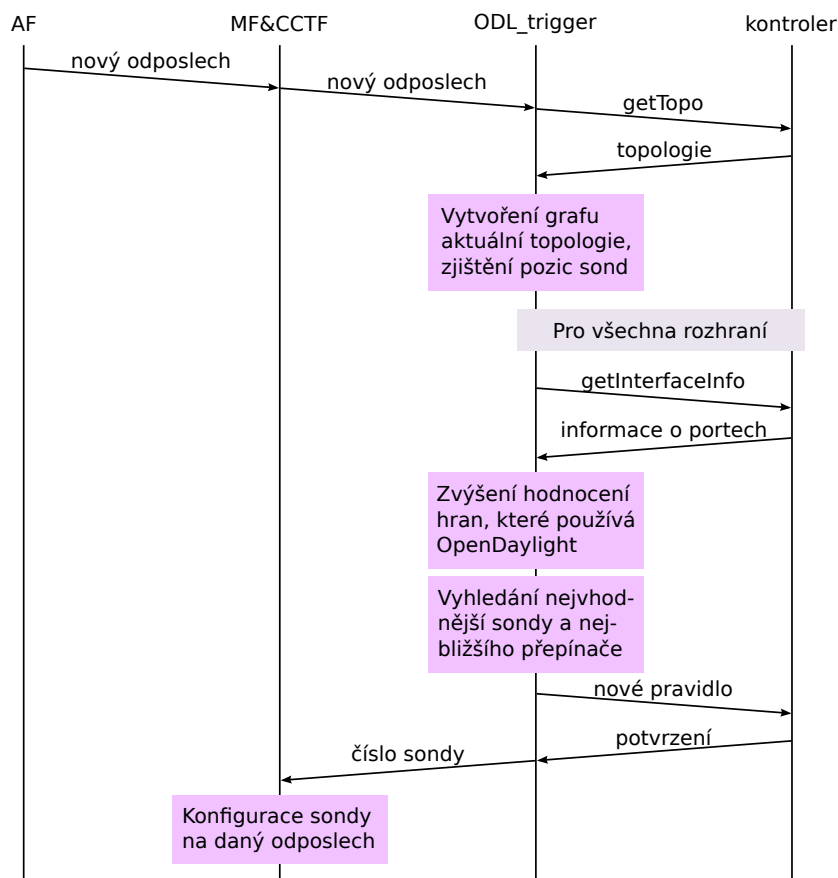 AF
MF&CCTF
ODL_trigger
kontroler
nový odposlech
nový odposlech
getTopo
topologie
Vytvoření grafu
aktuální topologie,
zjištění pozic sond
Pro všechna rozhraní
getInterfaceInfo
informace o portech
Zvýšení hodnocení
hran, které používá
OpenDaylight
Vyhledání nejvhod-
nější sondy a nej-
bližšího přepínače
nové pravidlo
potvrzení
číslo sondy
Konfigurace sondy
na daný odposlech